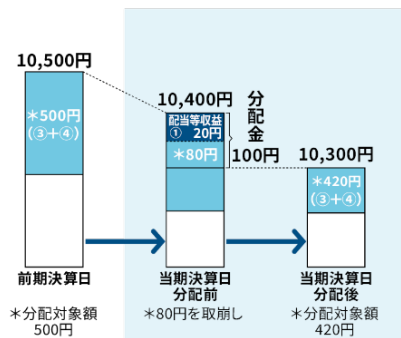 10,500円
＊500円
(③+④)
前期決算日
＊分配対象額
500円
10,400円
配当等収益
① 20円
＊80円
分配金
100円
当期決算日
分配前
＊80円を取崩し
10,300円
＊420円
(③+④)
当期決算日
分配後
＊分配対象額
420円